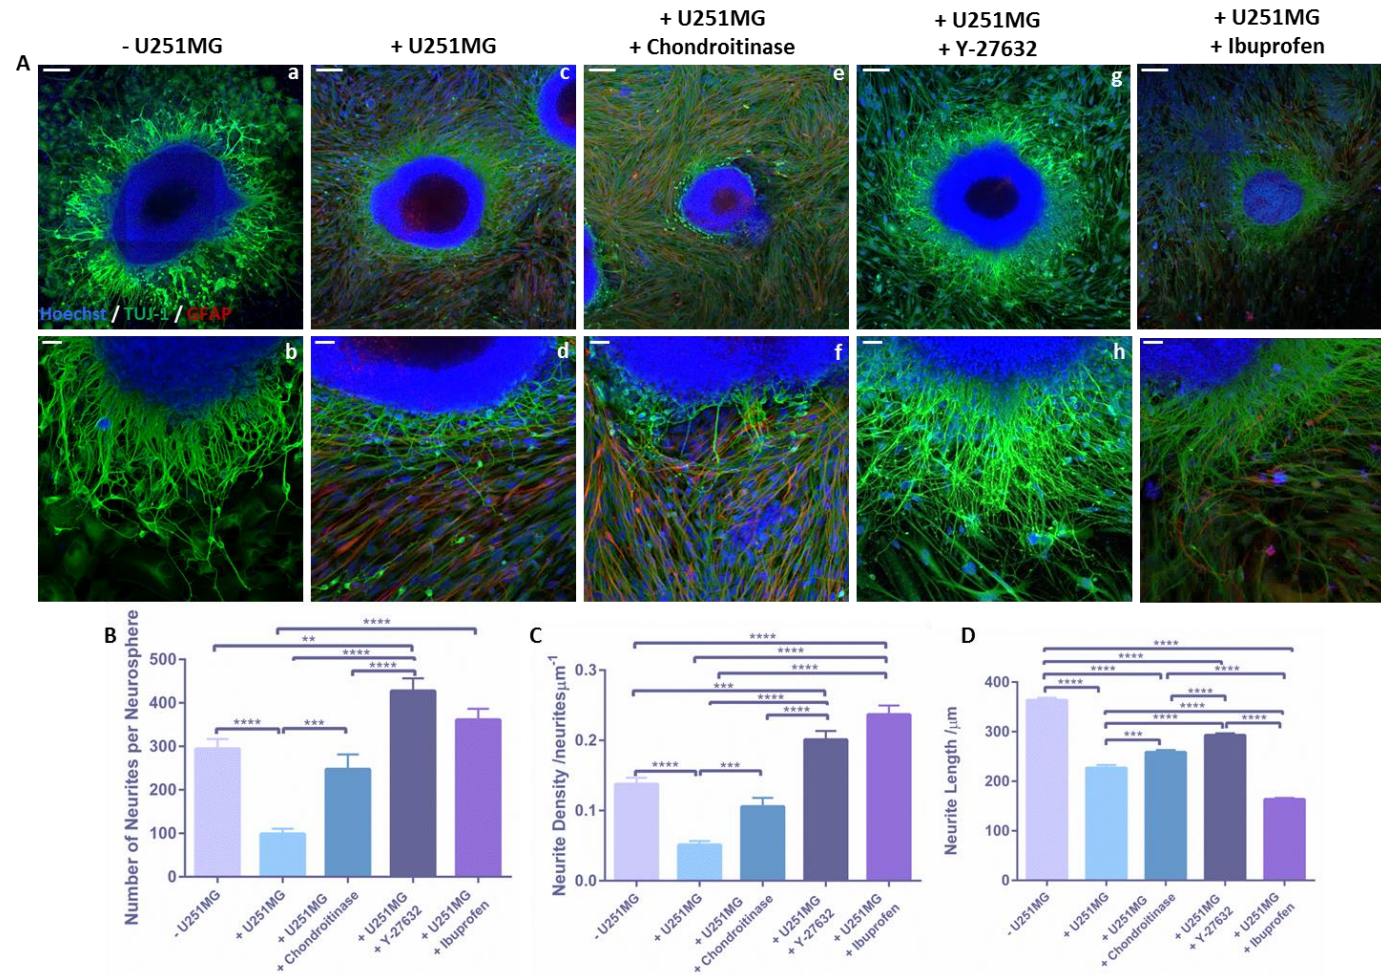 - U251MG
+ U251MG
+ U251MG
+ Chondroitinase
+ U251MG
+ Y-27632
+ U251MG
+ Ibuprofen
A
a
c
e
g
Hoechst / TUJ-1 / GFAP
b
d
f
h
B
Number of Neurites per Neurosphere
500
400
300
200
100
0
****
**
****
****
****
***
- U251MG
+ U251MG
+ U251MG
+ Chondroitinase
+ U251MG
+ Y-27632
+ U251MG
+ Ibuprofen
C
Neurite Density /neuritesμm-1
0.3
0.2
0.1
0.0
****
****
****
***
****
****
****
***
- U251MG
+ U251MG
+ U251MG
+ Chondroitinase
+ U251MG
+ Y-27632
+ U251MG
+ Ibuprofen
D
Neurite Length /μm
400
300
200
100
0
****
****
****
****
****
****
****
****
****
***
- U251MG
+ U251MG
+ U251MG
+ Chondroitinase
+ U251MG
+ Y-27632
+ U251MG
+ Ibuprofen